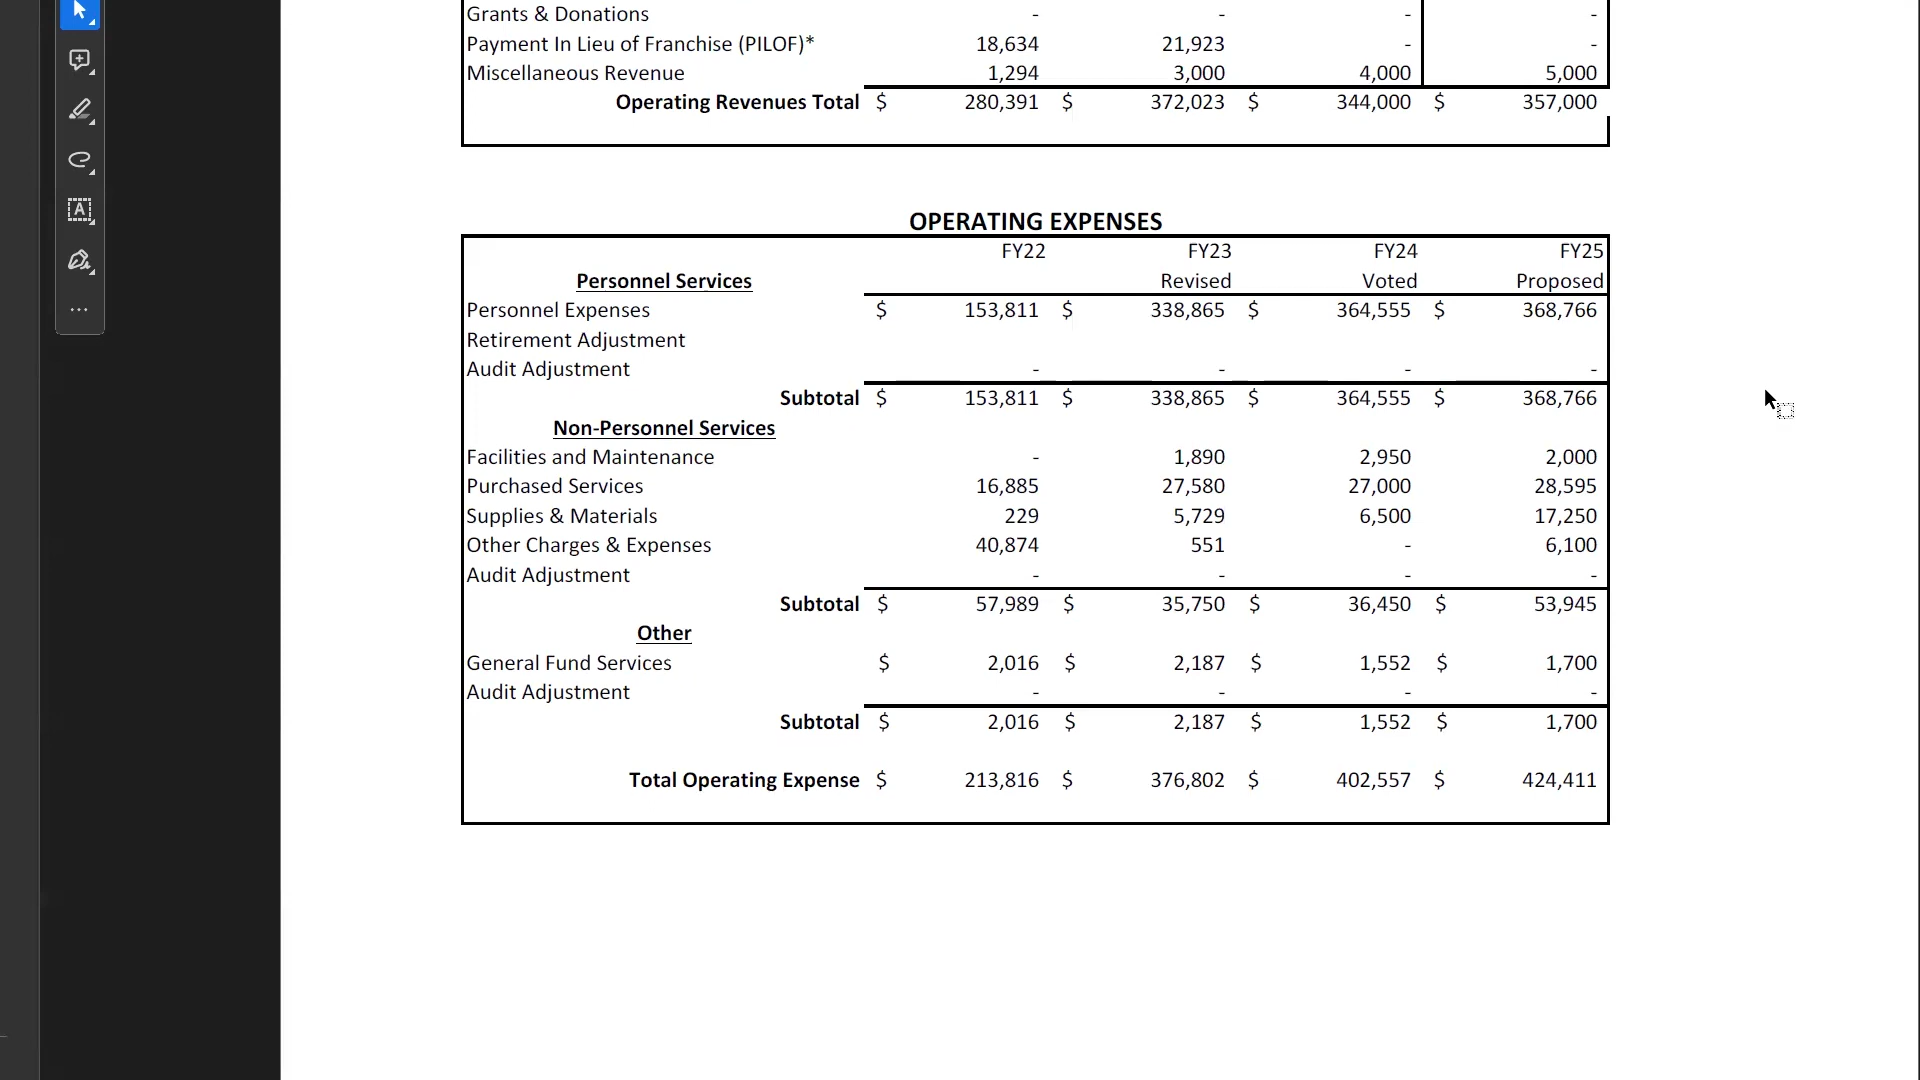 Grants & Donations - - - -
Payment In Lieu of Franchise (PILOF)* 18,634 21,923 - -
Miscellaneous Revenue 1,294 3,000 4,000 5,000
Operating Revenues Total $ 280,391 $ 372,023 $ 344,000 $ 357,000
OPERATING EXPENSES
FY22 FY23 FY24 FY25
Personnel Services Revised Voted Proposed
Personnel Expenses $ 153,811 $ 338,865 $ 364,555 $ 368,766
Retirement Adjustment
Audit Adjustment - - - -
Subtotal $ 153,811 $ 338,865 $ 364,555 $ 368,766
Non-Personnel Services
Facilities and Maintenance - 1,890 2,950 2,000
Purchased Services 16,885 27,580 27,000 28,595
Supplies & Materials 229 5,729 6,500 17,250
Other Charges & Expenses 40,874 551 - 6,100
Audit Adjustment - - - -
Subtotal $ 57,989 $ 35,750 $ 36,450 $ 53,945
Other
General Fund Services $ 2,016 $ 2,187 $ 1,552 $ 1,700
Audit Adjustment - - - -
Subtotal $ 2,016 $ 2,187 $ 1,552 $ 1,700
Total Operating Expense $ 213,816 $ 376,802 $ 402,557 $ 424,411